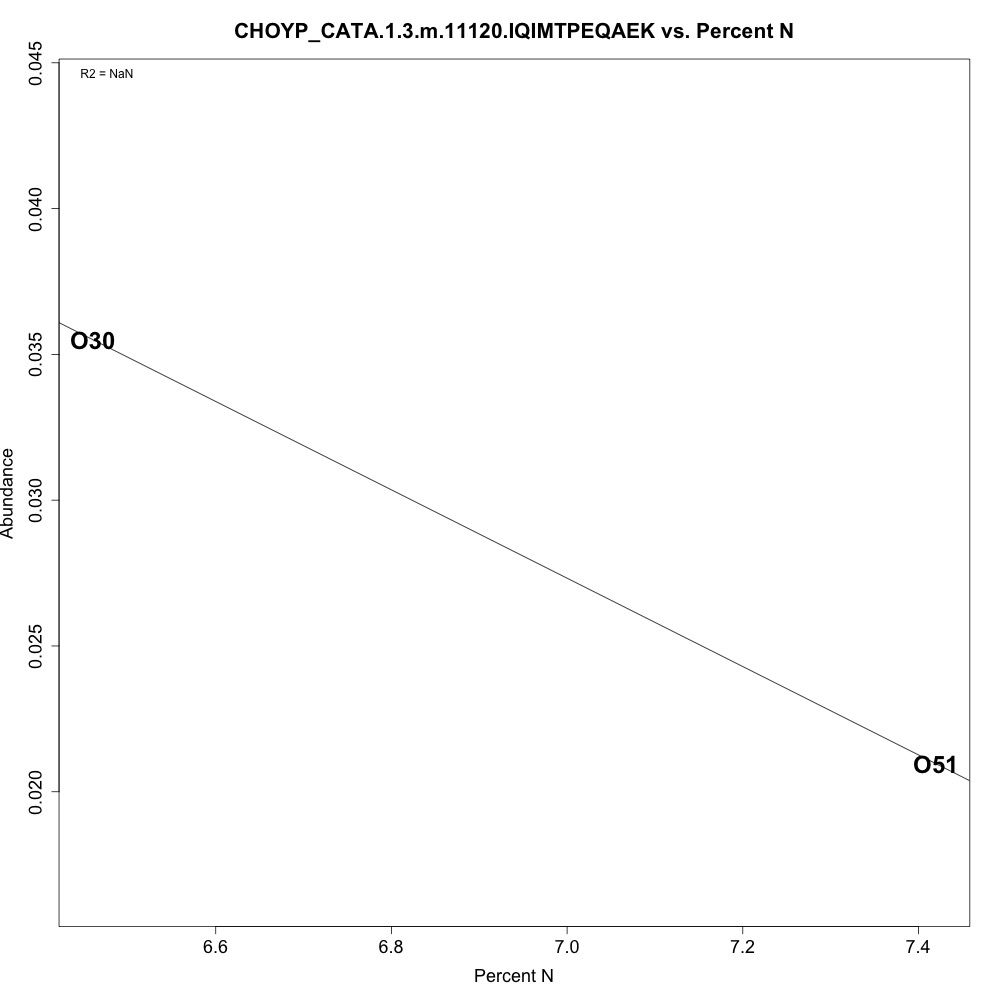 CHOYP_CATA.1.3.m.11120.IQIMTPEQAEK vs. Percent N
R2 = NaN
0.045
0.040
0.035
0.030
0.025
0.020
Abundance
O30
O51
6.6 6.8 7.0 7.2 7.4
Percent N